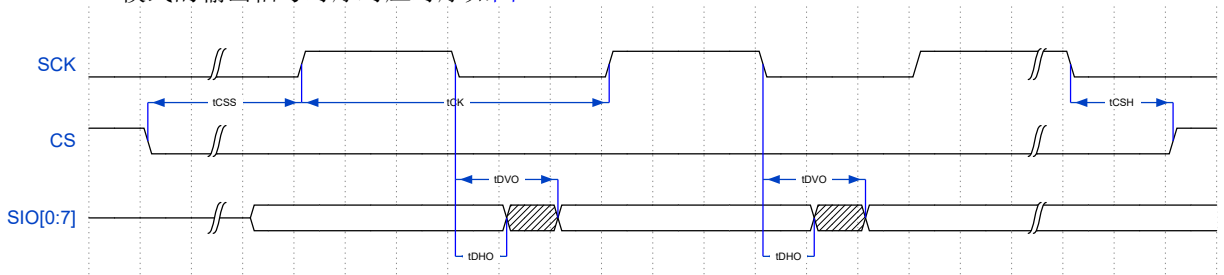 SCK
tCSS
tCK
tCSH
CS
tDVO
tDVO
SIO[0:7]
tDHO
tDHO